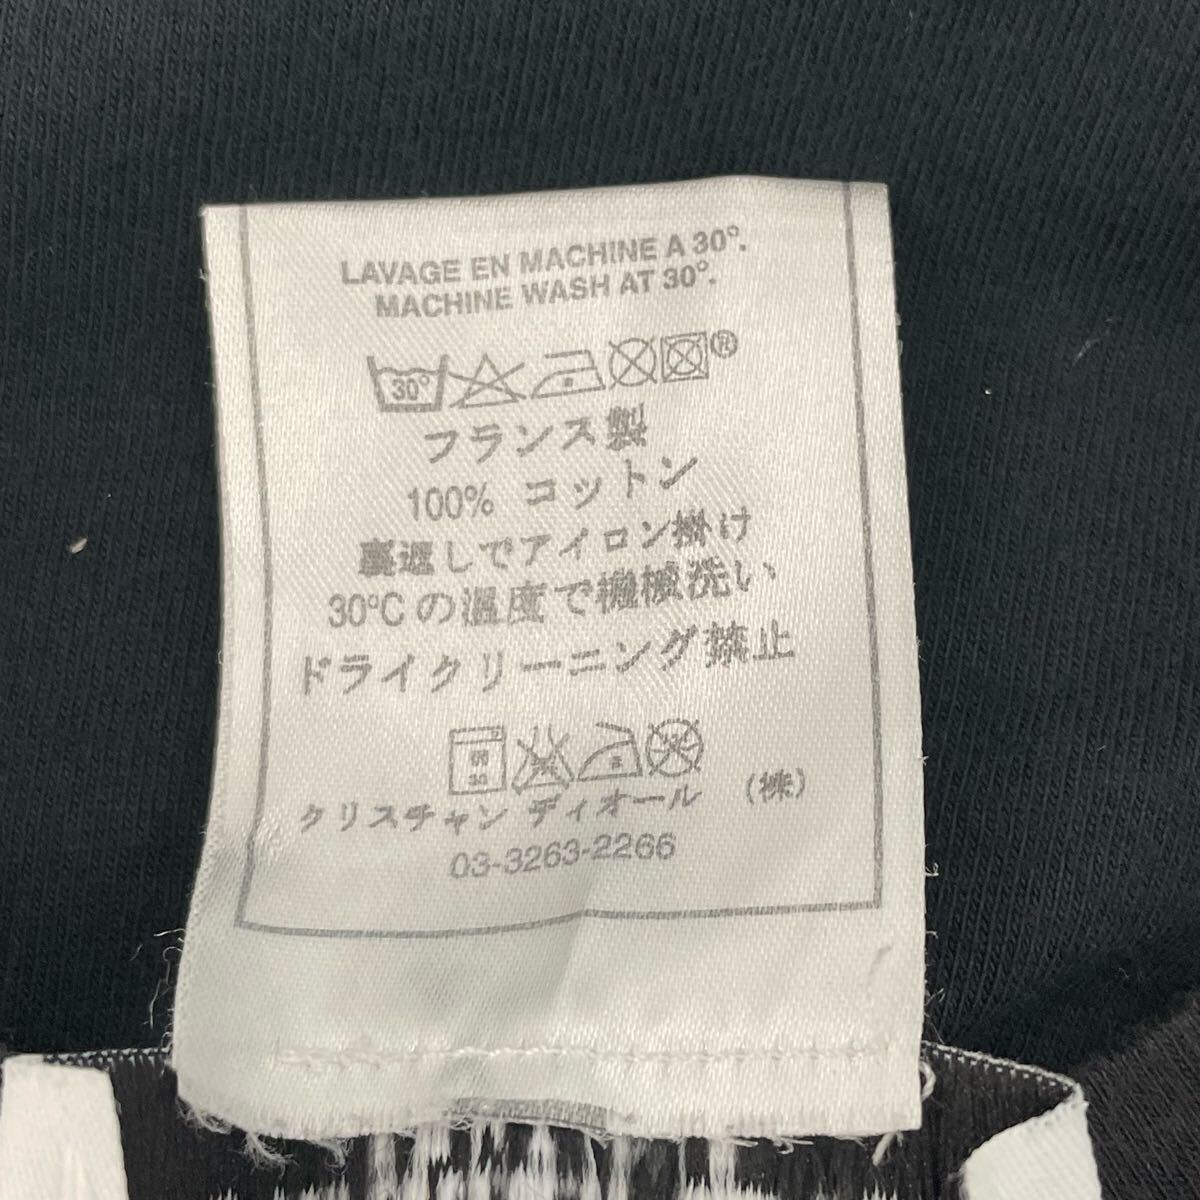 LAVAGE EN MACHINE A 30°.
MACHINE WASH AT 30°.
30° ®
フランス製
100% コットン
裏返しでアイロン掛け
30℃の温度で機械洗い
ドライクリーニング禁止
クリスチャン ディオール (株)
03-3263-2266